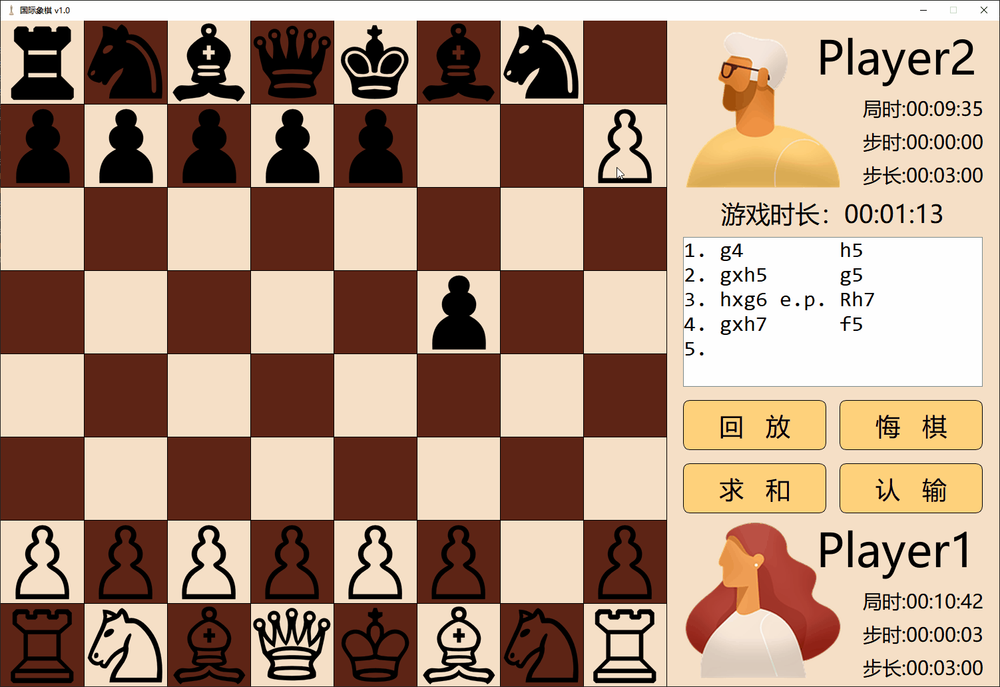 国际象棋 v1.0
Player2
局时:00:09:35
步时:00:00:00
步长:00:03:00
游戏时长：00:01:13
1. g4 h5
2. gxh5 g5
3. hxg6 e.p. Rh7
4. gxh7 f5
5.
回 放
悔 棋
求 和
认 输
Player1
局时:00:10:42
步时:00:00:03
步长:00:03:00